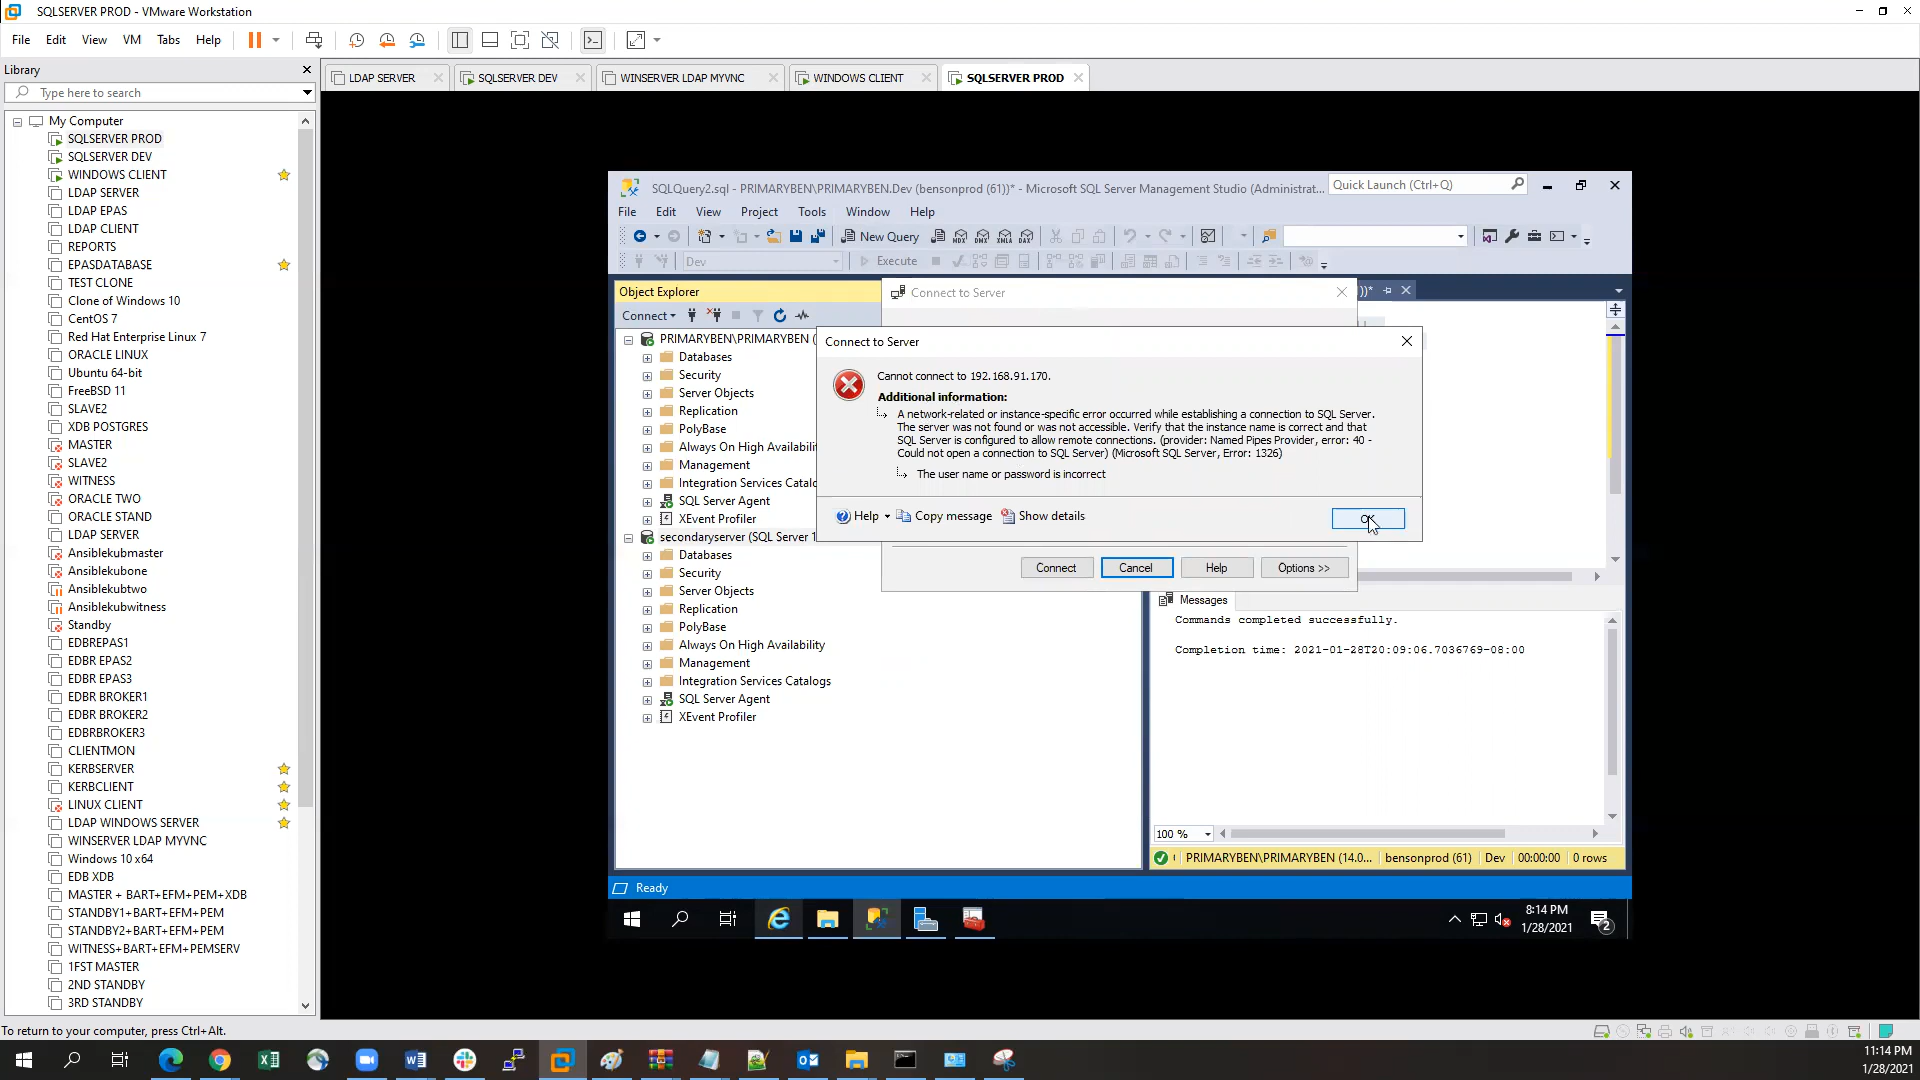 SQLSERVER PROD - VMware Workstation
File Edit View VM Tabs Help
Library
Type here to search
My Computer
SQLSERVER PROD
SQLSERVER DEV
WINDOWS CLIENT
LDAP SERVER
LDAP EPAS
LDAP CLIENT
REPORTS
EPASDATABASE
TEST CLONE
Clone of Windows 10
CentOS 7
Red Hat Enterprise Linux 7
ORACLE LINUX
Ubuntu 64-bit
FreeBSD 11
SLAVE2
XDB POSTGRES
MASTER
SLAVE2
WITNESS
ORACLE TWO
ORACLE STAND
LDAP SERVER
Ansiblekubmaster
Ansiblekubone
Ansiblekubtwo
Ansiblekubwitness
Standby
EDBREPAS1
EDBR EPAS2
EDBR EPAS3
EDBR BROKER1
EDBR BROKER2
EDBRBROKER3
CLIENTMON
KERBSERVER
KERBCLIENT
LINUX CLIENT
LDAP WINDOWS SERVER
WINSERVER LDAP MYVNC
Windows 10 x64
EDB XDB
MASTER + BART+EFM+PEM+XDB
STANDBY1+BART+EFM+PEM
STANDBY2+BART+EFM+PEM
WITNESS+BART+EFM+PEMSERV
1FST MASTER
2ND STANDBY
3RD STANDBY
LDAP SERVER SQLSERVER DEV WINSERVER LDAP MYVNC WINDOWS CLIENT SQLSERVER PROD
SQLQuery2.sql - PRIMARYBEN\PRIMARYBEN.Dev (bensonprod (61))* - Microsoft SQL Server Management Studio (Administrat...
Quick Launch (Ctrl+Q)
File Edit View Project Tools Window Help
New Query MDX DMX XMLA DAX
Dev Execute
Object Explorer
Connect
PRIMARYBEN\PRIMARYBEN (
Databases
Security
Server Objects
Replication
PolyBase
Always On High Availabilit
Management
Integration Services Catalo
SQL Server Agent
XEvent Profiler
secondaryserver (SQL Server 1
Databases
Security
Server Objects
Replication
PolyBase
Always On High Availability
Management
Integration Services Catalogs
SQL Server Agent
XEvent Profiler
Connect to Server
))*
Connect to Server
Cannot connect to 192.168.91.170.
Additional information:
A network-related or instance-specific error occurred while establishing a connection to SQL Server.
The server was not found or was not accessible. Verify that the instance name is correct and that
SQL Server is configured to allow remote connections. (provider: Named Pipes Provider, error: 40 -
Could not open a connection to SQL Server) (Microsoft SQL Server, Error: 1326)
The user name or password is incorrect
Help Copy message Show details OK
Connect Cancel Help Options >>
Messages
Commands completed successfully.
Completion time: 2021-01-28T20:09:06.7036769-08:00
100 %
PRIMARYBEN\PRIMARYBEN (14.0... bensonprod (61) Dev 00:00:00 0 rows
Ready
8:14 PM
1/28/2021
2
To return to your computer, press Ctrl+Alt.
11:14 PM
1/28/2021